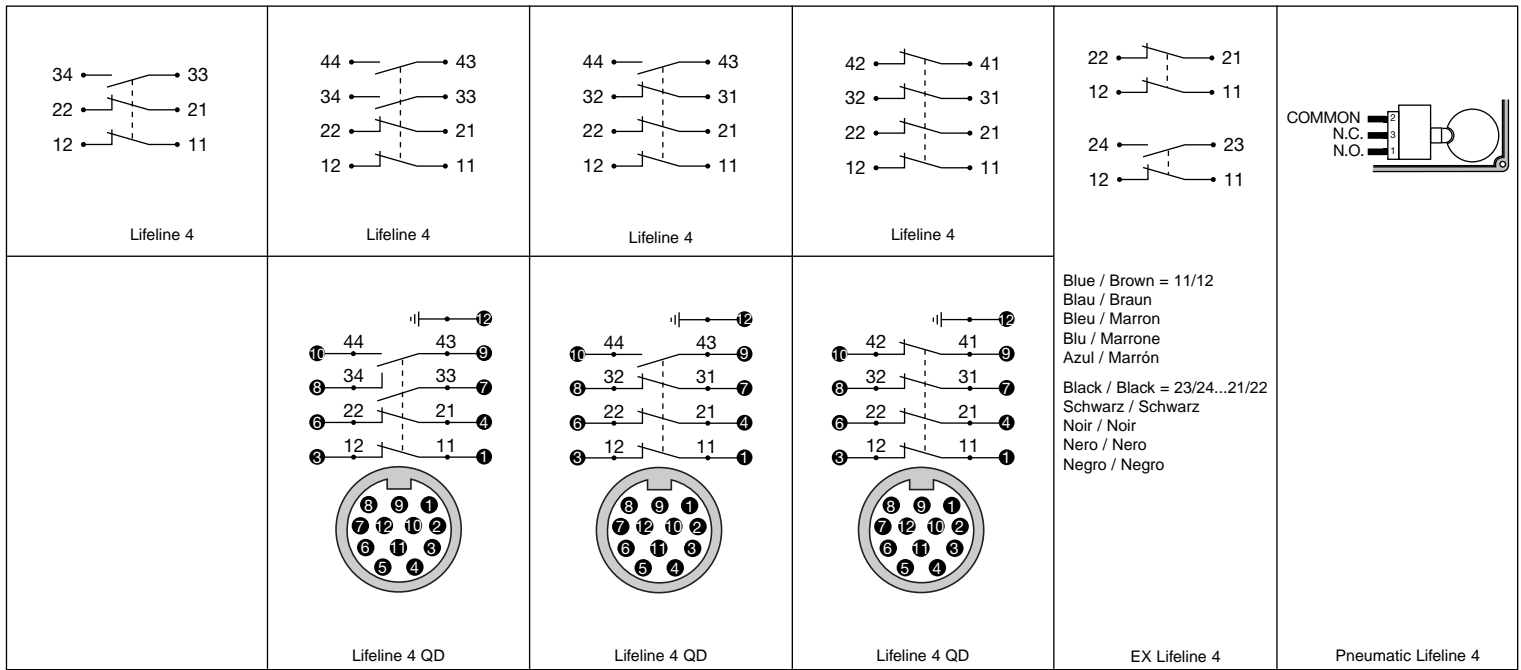 34 33
22 21
12 11
Lifeline 4
44 43
34 33
22 21
12 11
Lifeline 4
44 43
32 31
22 21
12 11
Lifeline 4
42 41
32 31
22 21
12 11
Lifeline 4
22 21
12 11
24 23
12 11
Blue / Brown = 11/12
Blau / Braun
Bleu / Marron
Blu / Marrone
Azul / Marrón
Black / Black = 23/24...21/22
Schwarz / Schwarz
Noir / Noir
Nero / Nero
Negro / Negro
EX Lifeline 4
COMMON 2
N.C. 3
N.O. 1
Pneumatic Lifeline 4
12
10 44 43 9
8 34 33 7
6 22 21 4
3 12 11 1
8 9 1
7 12 10 2
6 11 3
5 4
Lifeline 4 QD
12
10 44 43 9
8 32 31 7
6 22 21 4
3 12 11 1
8 9 1
7 12 10 2
6 11 3
5 4
Lifeline 4 QD
12
10 42 41 9
8 32 31 7
6 22 21 4
3 12 11 1
8 9 1
7 12 10 2
6 11 3
5 4
Lifeline 4 QD